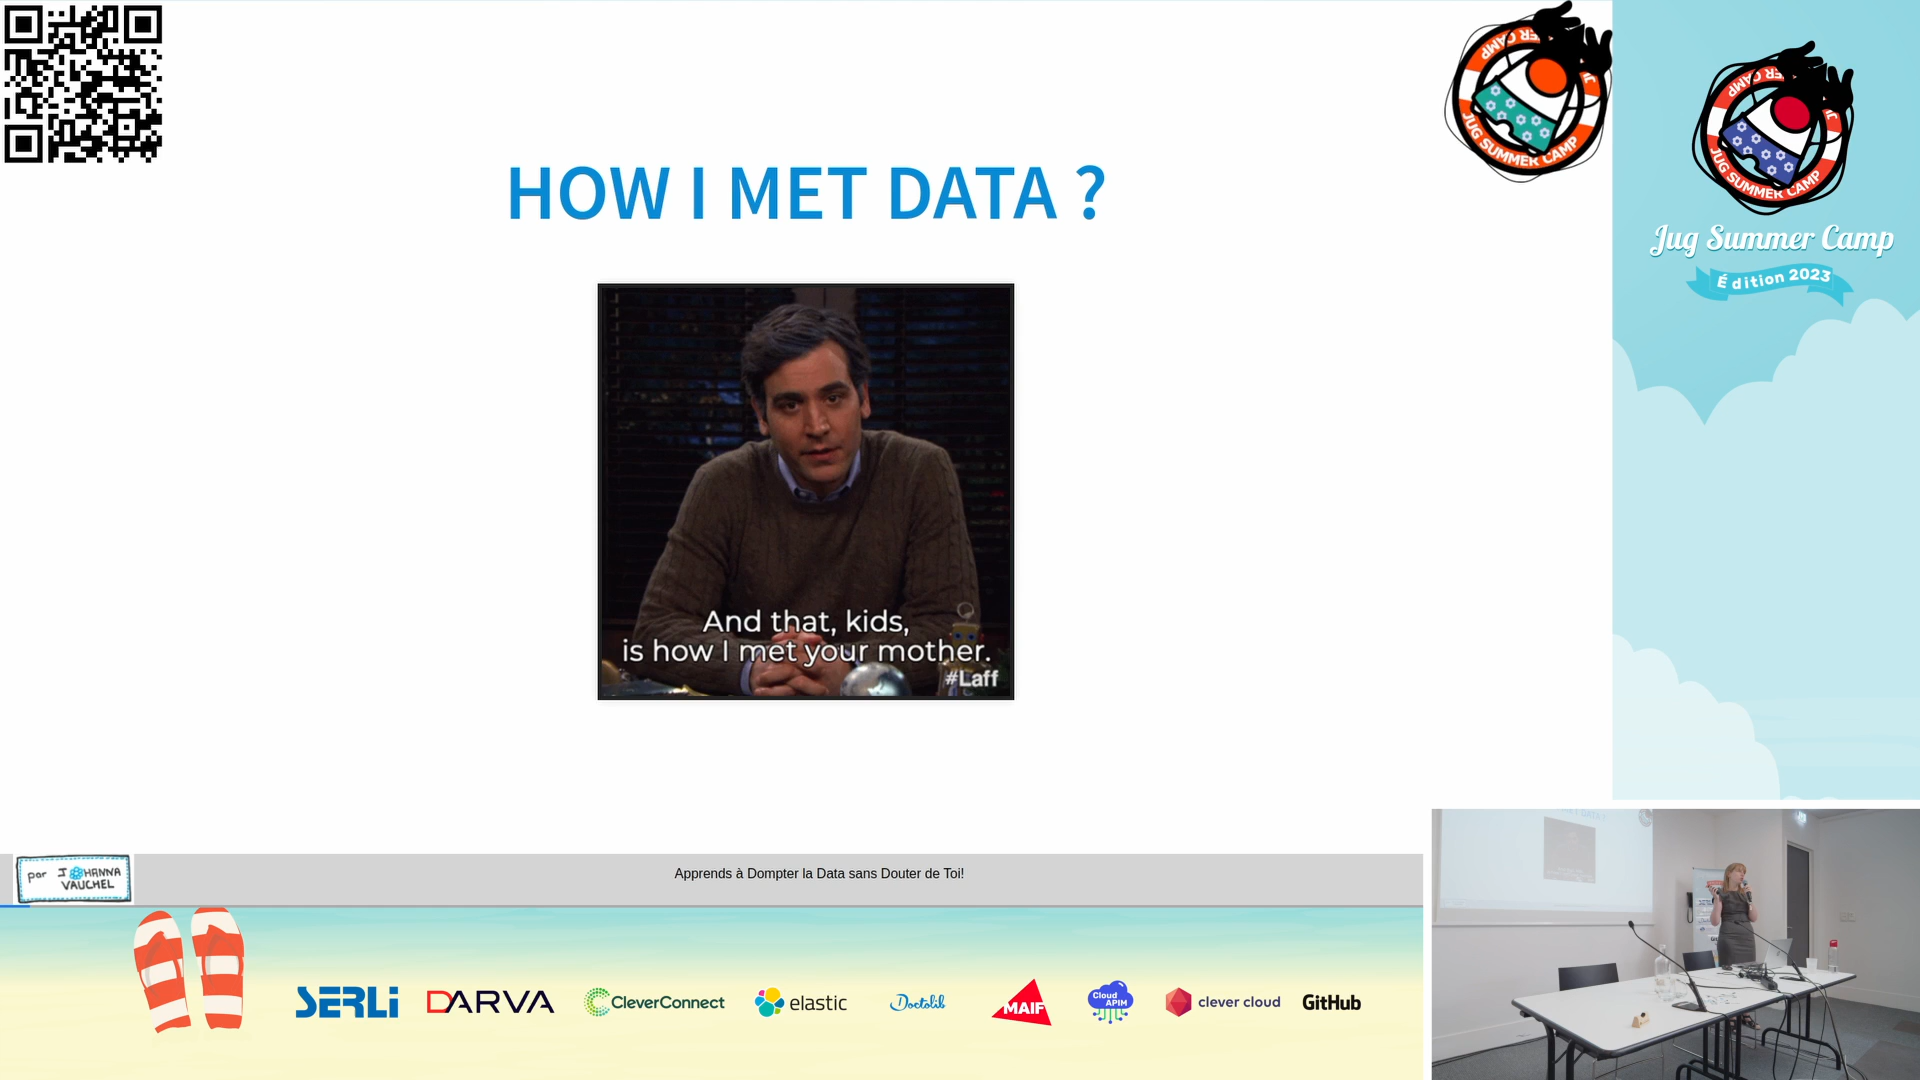 HOW I MET DATA ?
And that, kids,
is how I met your mother.
#Laff
JUG SUMMER CAMP
JUG SUMMER CAMP
Jug Summer Camp
Édition 2023
par JOHANNA
VAUCHEL
Apprends à Dompter la Data sans Douter de Toi!
SERLi
DARVA
CleverConnect
elastic
Doctolib
MAIF
Cloud
APIM
clever cloud
GitHub